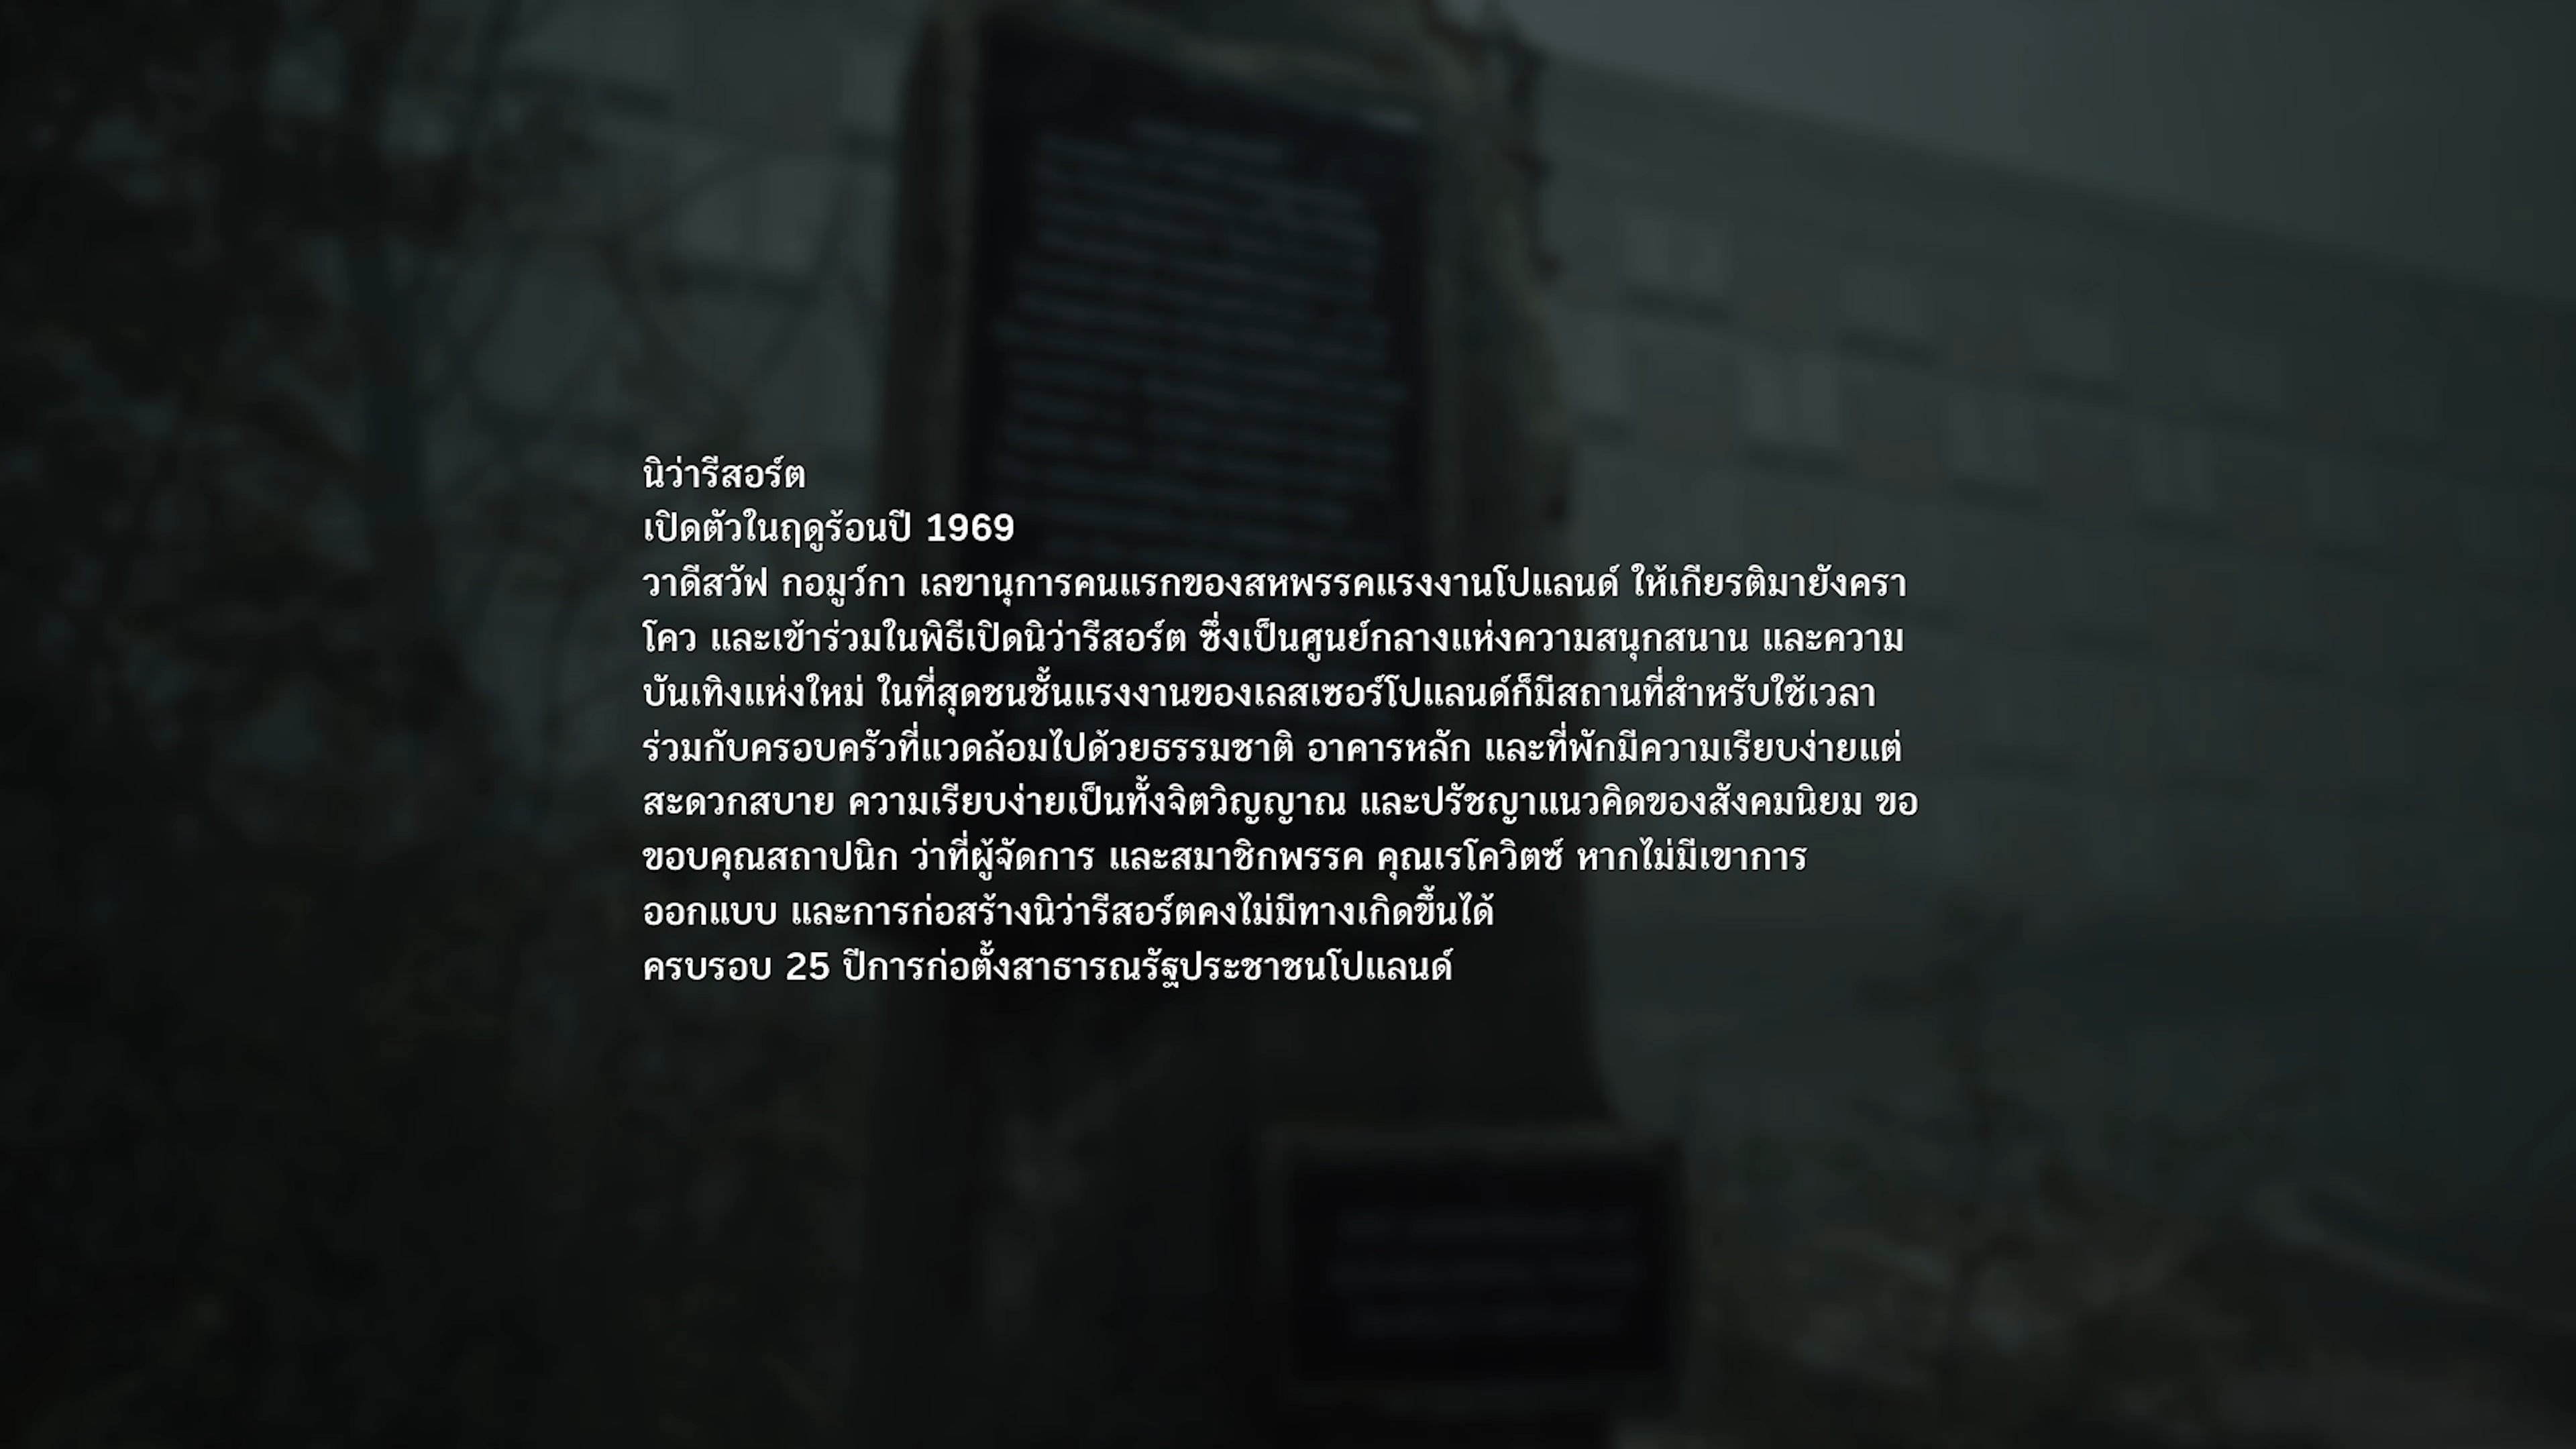 นิว่ารีสอร์ต
เปิดตัวในฤดูร้อนปี 1969
วาดีสวัฟ กอมูว์กา เลขานุการคนแรกของสหพรรคแรงงานโปแลนด์ ให้เกียรติมายังครา
โคว และเข้าร่วมในพิธีเปิดนิว่ารีสอร์ต ซึ่งเป็นศูนย์กลางแห่งความสนุกสนาน และความ
บันเทิงแห่งใหม่ ในที่สุดชนชั้นแรงงานของเลสเซอร์โปแลนด์ก็มีสถานที่สำหรับใช้เวลา
ร่วมกับครอบครัวที่แวดล้อมไปด้วยธรรมชาติ อาคารหลัก และที่พักมีความเรียบง่ายแต่
สะดวกสบาย ความเรียบง่ายเป็นทั้งจิตวิญญาณ และปรัชญาแนวคิดของสังคมนิยม ขอ
ขอบคุณสถาปนิก ว่าที่ผู้จัดการ และสมาชิกพรรค คุณเรโควิตซ์ หากไม่มีเขาการ
ออกแบบ และการก่อสร้างนิว่ารีสอร์ตคงไม่มีทางเกิดขึ้นได้
ครบรอบ 25 ปีการก่อตั้งสาธารณรัฐประชาชนโปแลนด์